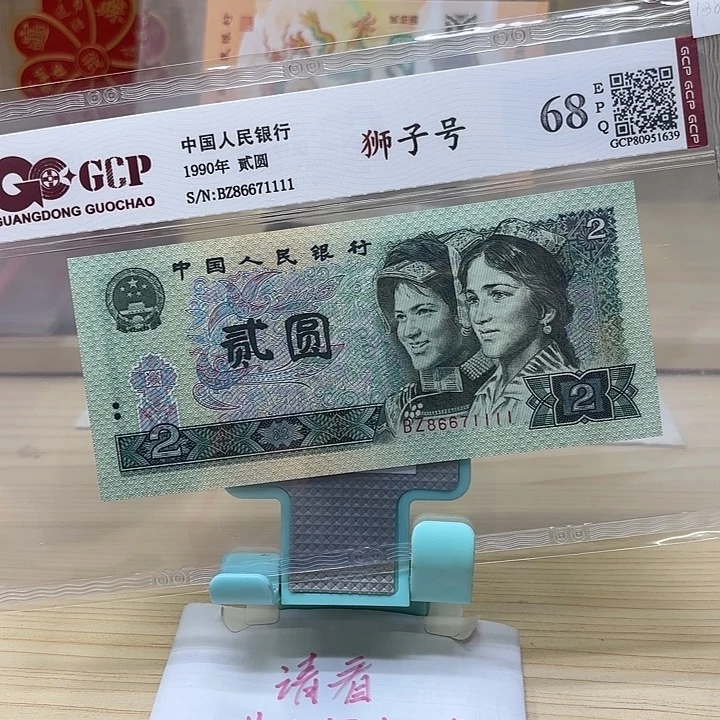 GCP
GUANGDONG GUOCHAO
中国人民银行
1990年 贰圆
S/N:BZ86671111
狮子号
68
EPQ
GCP80951639
GCP GCP GCP
中国人民银行
贰圆
2
2
2
BZ86671111
请看